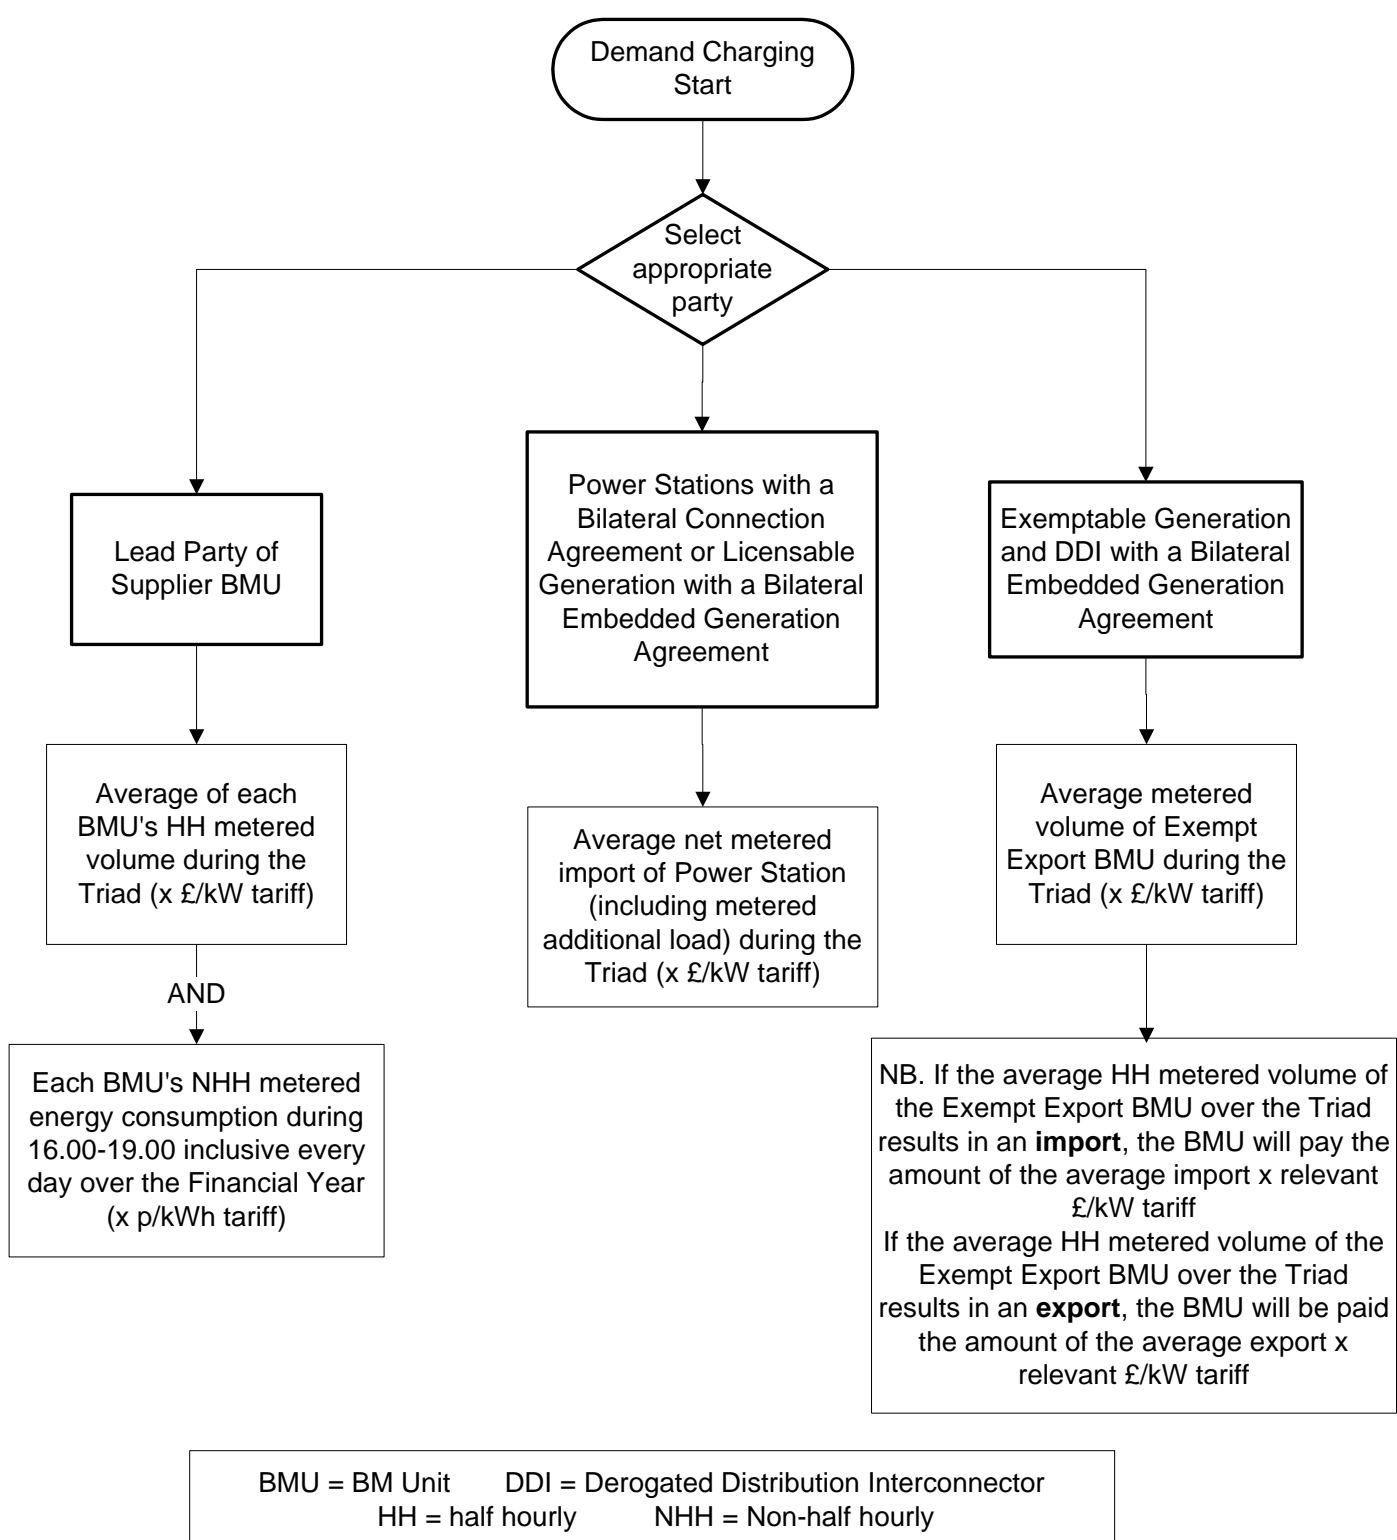 Demand Charging
Start
Select
appropriate
party
Lead Party of
Supplier BMU
Power Stations with a
Bilateral Connection
Agreement or Licensable
Generation with a Bilateral
Embedded Generation
Agreement
Exemptable Generation
and DDI with a Bilateral
Embedded Generation
Agreement
Average of each
BMU's HH metered
volume during the
Triad (x £/kW tariff)
AND
Each BMU's NHH metered
energy consumption during
16.00-19.00 inclusive every
day over the Financial Year
(x p/kWh tariff)
Average net metered
import of Power Station
(including metered
additional load) during the
Triad (x £/kW tariff)
Average metered
volume of Exempt
Export BMU during the
Triad (x £/kW tariff)
NB. If the average HH metered volume of
the Exempt Export BMU over the Triad
results in an import, the BMU will pay the
amount of the average import x relevant
£/kW tariff
If the average HH metered volume of the
Exempt Export BMU over the Triad
results in an export, the BMU will be paid
the amount of the average export x
relevant £/kW tariff
BMU = BM Unit DDI = Derogated Distribution Interconnector
HH = half hourly NHH = Non-half hourly